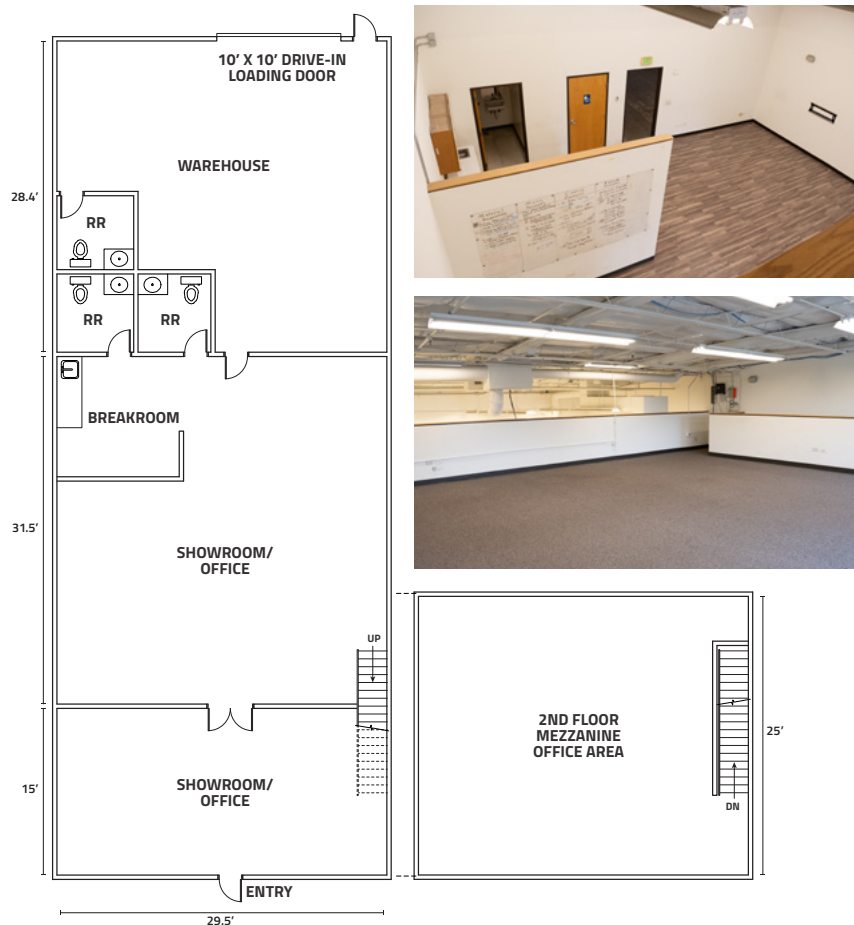 10' X 10' DRIVE-IN
LOADING DOOR
WAREHOUSE
28.4'
RR
RR
RR
BREAKROOM
31.5'
SHOWROOM/
OFFICE
UP
15'
SHOWROOM/
OFFICE
ENTRY
29.5'
2ND FLOOR
MEZZANINE
OFFICE AREA
25'
DN